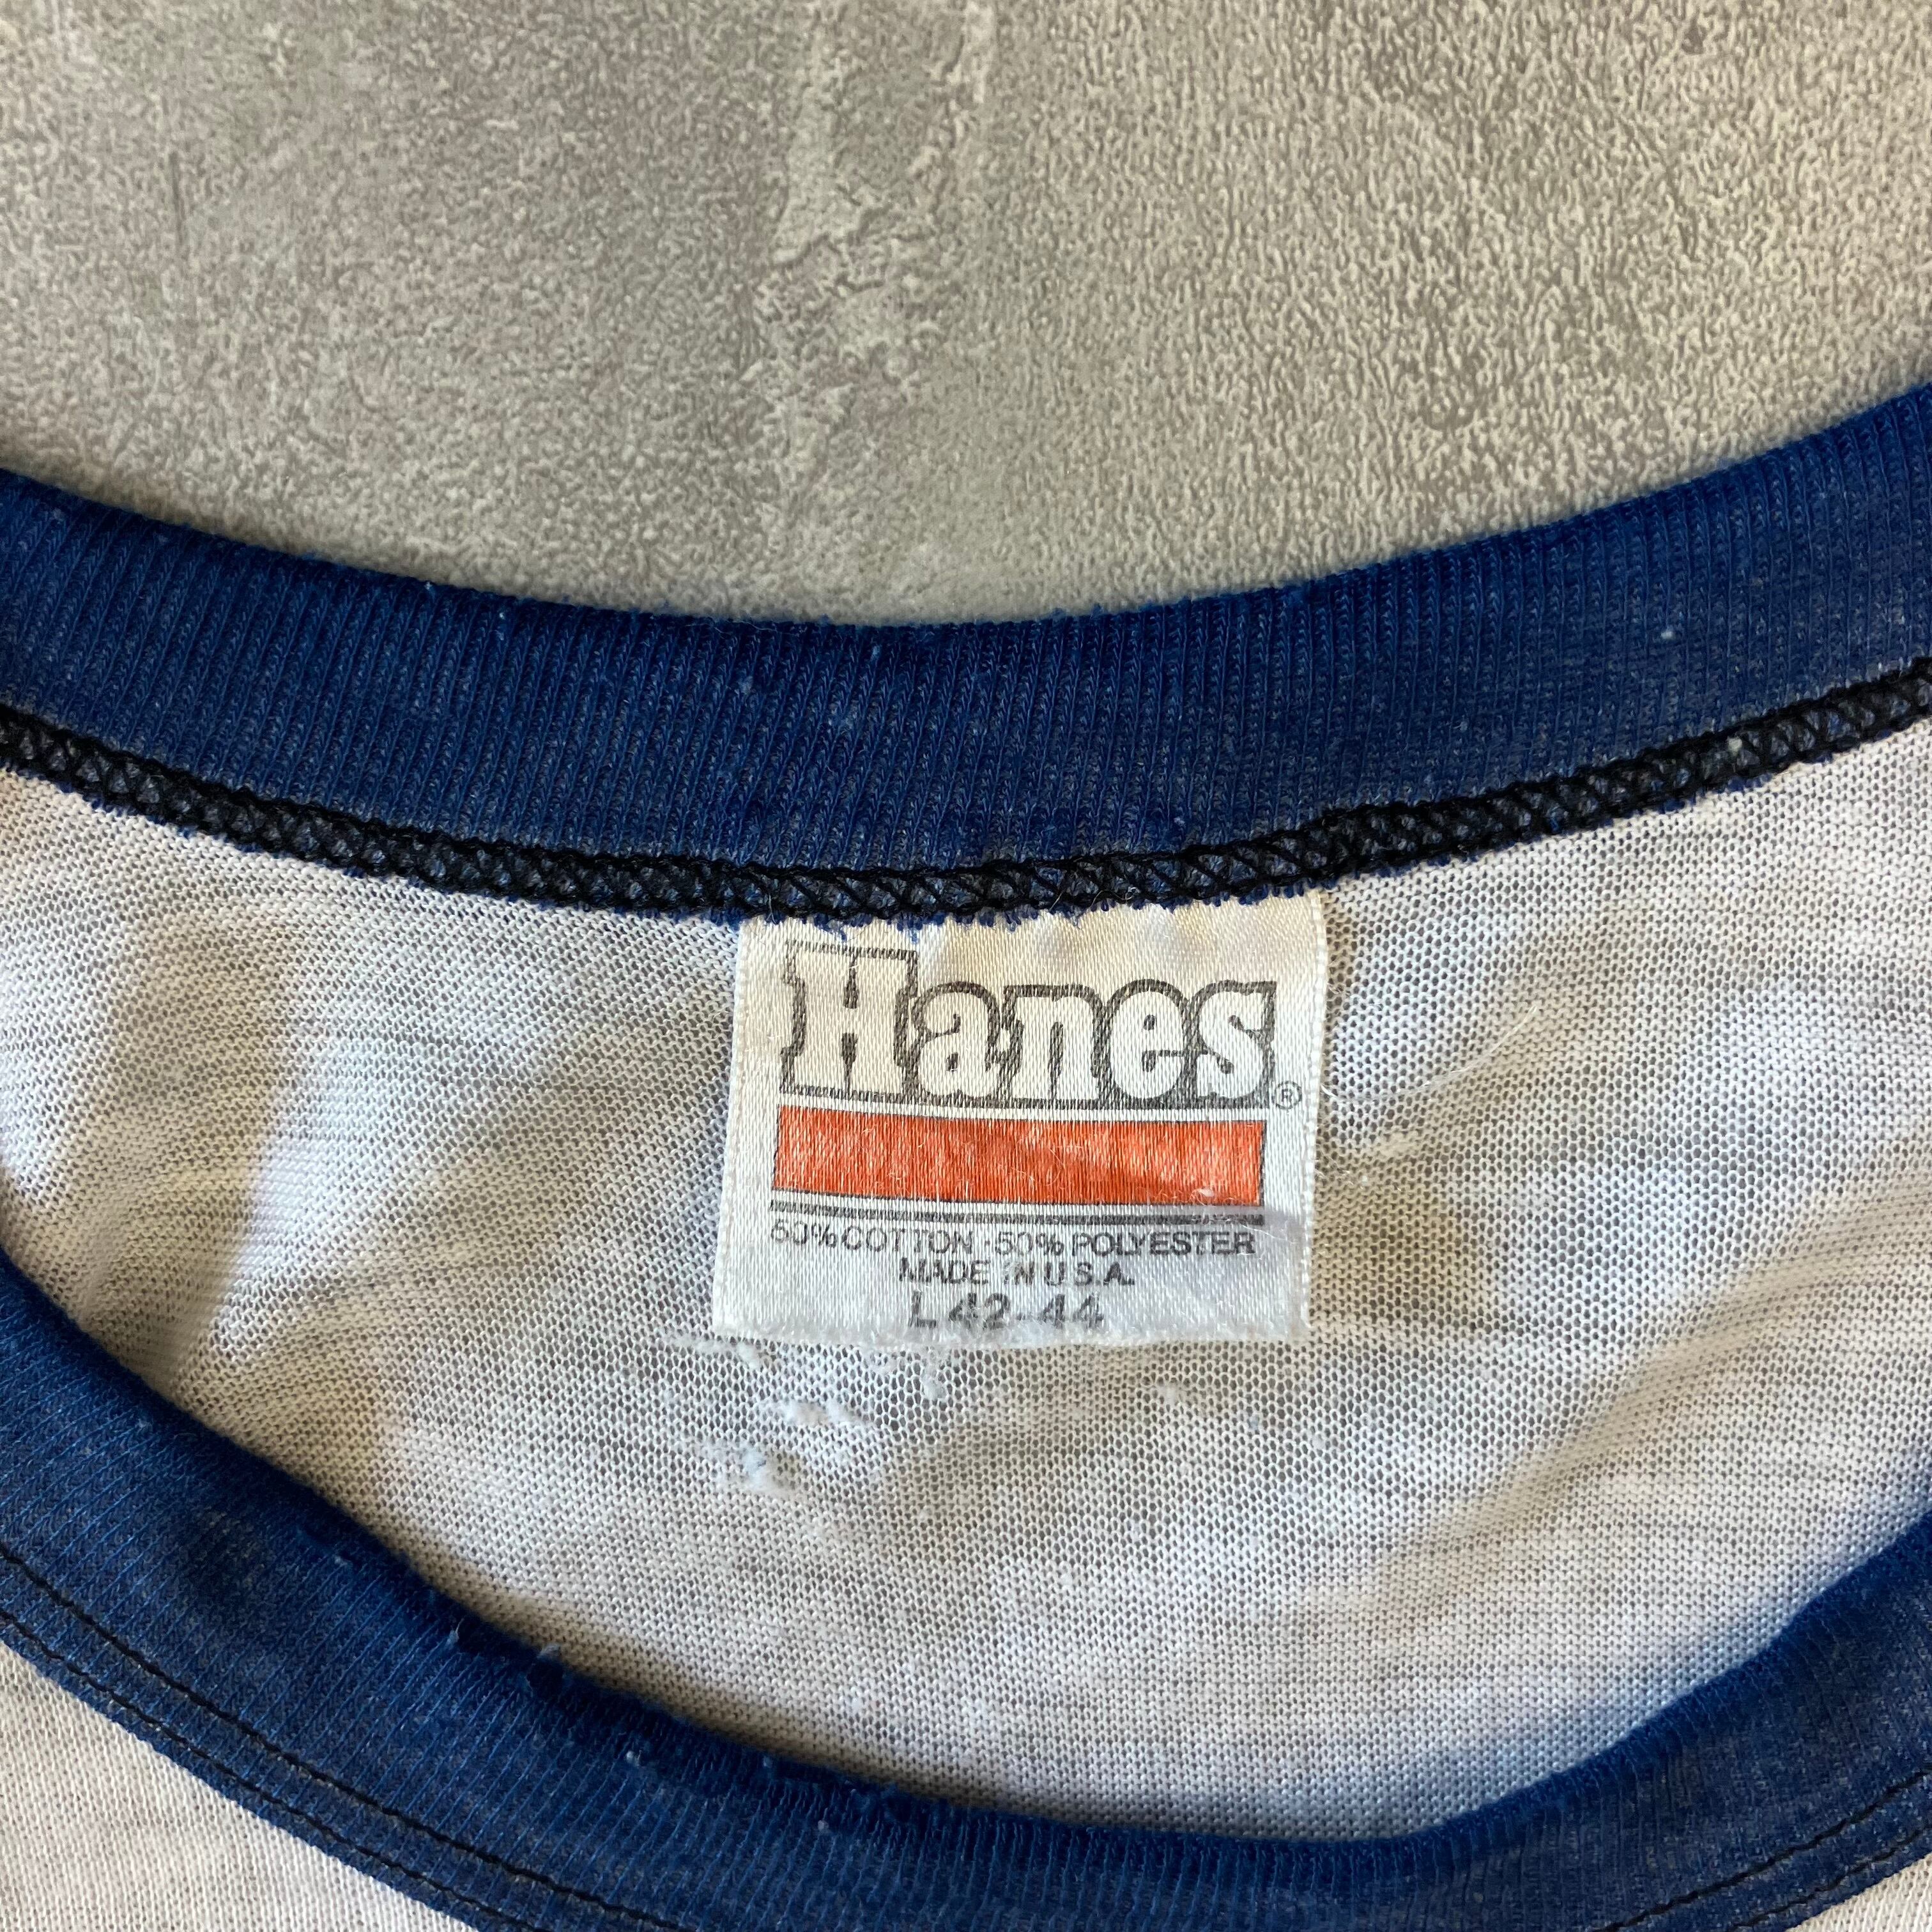 Hanes®
50% COTTON · 50% POLYESTER
MADE IN U.S.A.
L 42-44